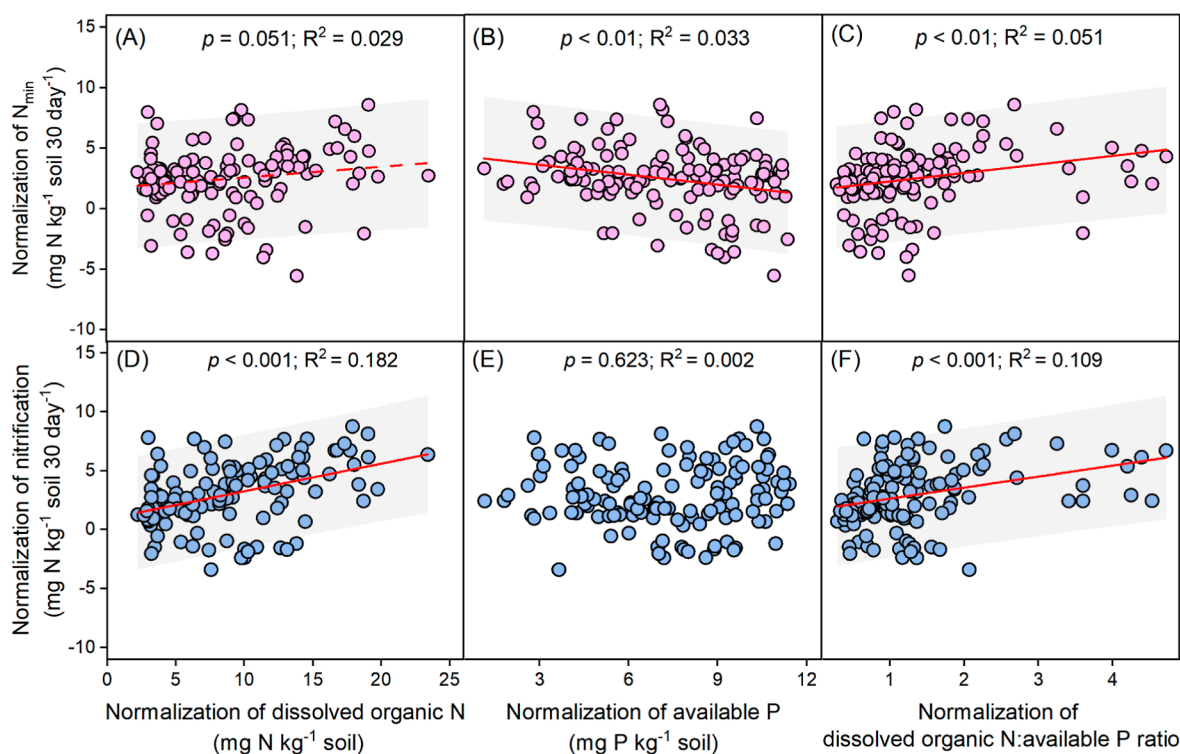 (A)
p = 0.051; R² = 0.029
(B)
p < 0.01; R² = 0.033
(C)
p < 0.01; R² = 0.051
Normalization of Nmin
(mg N kg⁻¹ soil 30 day⁻¹)
15
10
5
0
-5
-10
(D)
p < 0.001; R² = 0.182
(E)
p = 0.623; R² = 0.002
(F)
p < 0.001; R² = 0.109
Normalization of nitrification
(mg N kg⁻¹ soil 30 day⁻¹)
15
10
5
0
-5
-10
0 5 10 15 20 25
3 6 9 12
1 2 3 4
Normalization of dissolved organic N
(mg N kg⁻¹ soil)
Normalization of available P
(mg P kg⁻¹ soil)
Normalization of
dissolved organic N:available P ratio